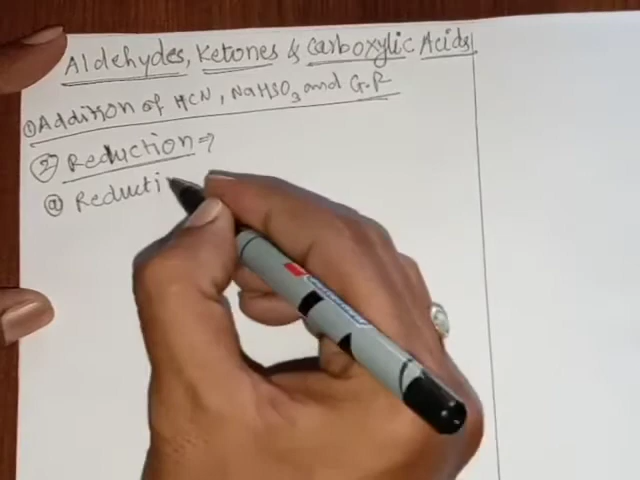 Aldehydes, Ketones & Carboxylic Acids.
① Addition of HCN, NaHSO3 and G.R
② Reduction ⇒
ⓐ Reducti